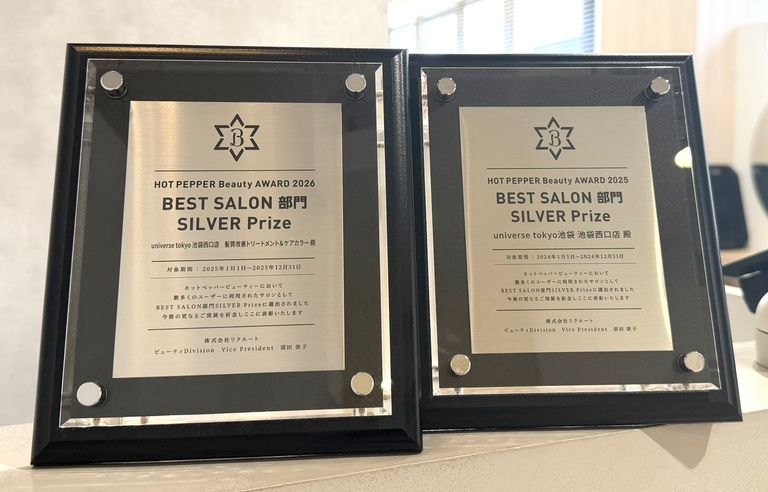 B
HOT PEPPER Beauty AWARD 2026
BEST SALON 部門
SILVER Prize
universe tokyo 池袋西口店 髪質改善トリートメント&ケアカラー 殿
対象期間 : 2025年1月1日~2025年12月31日
ホットペッパービューティーにおいて
数多くのユーザーに利用されたサロンとして
BEST SALON部門SILVER Prizeに選出されました
今後の更なるご発展を祈念しここに表彰いたします
株式会社リクルート
ビューティDivision Vice President 須田 崇子
B
HOT PEPPER Beauty AWARD 2025
BEST SALON 部門
SILVER Prize
universe tokyo池袋 池袋西口店 殿
対象期間 : 2024年1月1日~2024年12月31日
ホットペッパービューティーにおいて
数多くのユーザーに利用されたサロンとして
BEST SALON部門SILVER Prizeに選出されました
今後の更なるご発展を祈念しここに表彰いたします
株式会社リクルート
ビューティDivision Vice President 須田 崇子